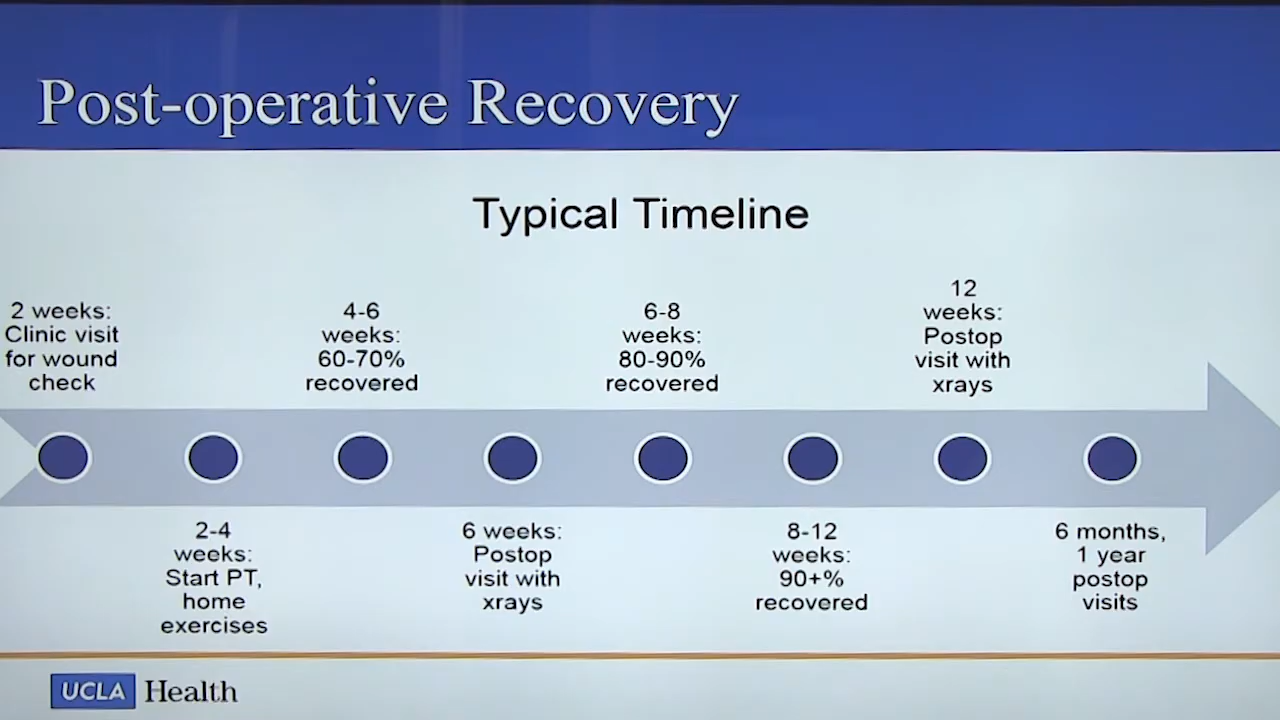 Post-operative Recovery
Typical Timeline
2 weeks:
Clinic visit
for wound
check
2-4
weeks:
Start PT,
home
exercises
4-6
weeks:
60-70%
recovered
6 weeks:
Postop
visit with
xrays
6-8
weeks:
80-90%
recovered
8-12
weeks:
90+%
recovered
12
weeks:
Postop
visit with
xrays
6 months,
1 year
postop
visits
UCLA Health